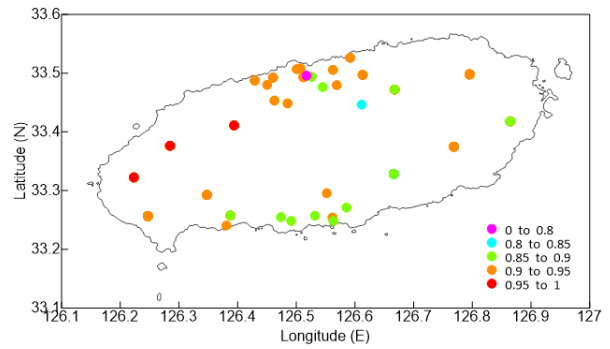 33.6
33.5
33.4
33.3
33.2
33.1
Latitude (N)
0 to 0.8
0.8 to 0.85
0.85 to 0.9
0.9 to 0.95
0.95 to 1
126.1 126.2 126.3 126.4 126.5 126.6 126.7 126.8 126.9 127
Longitude (E)